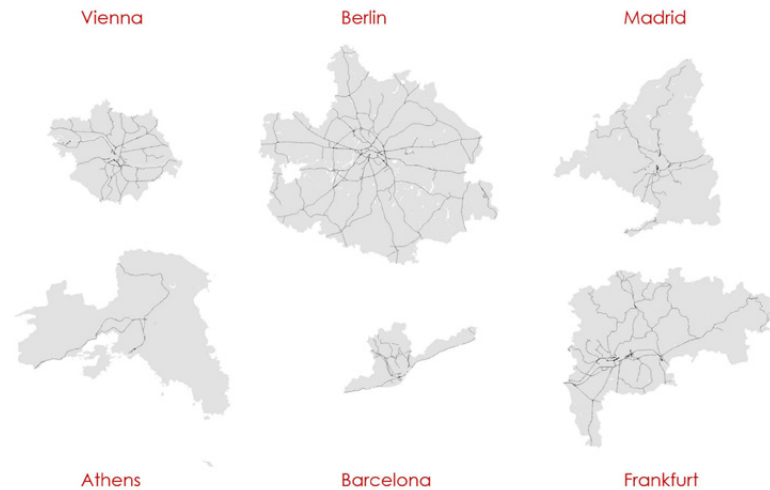 Vienna
Berlin
Madrid
Athens
Barcelona
Frankfurt